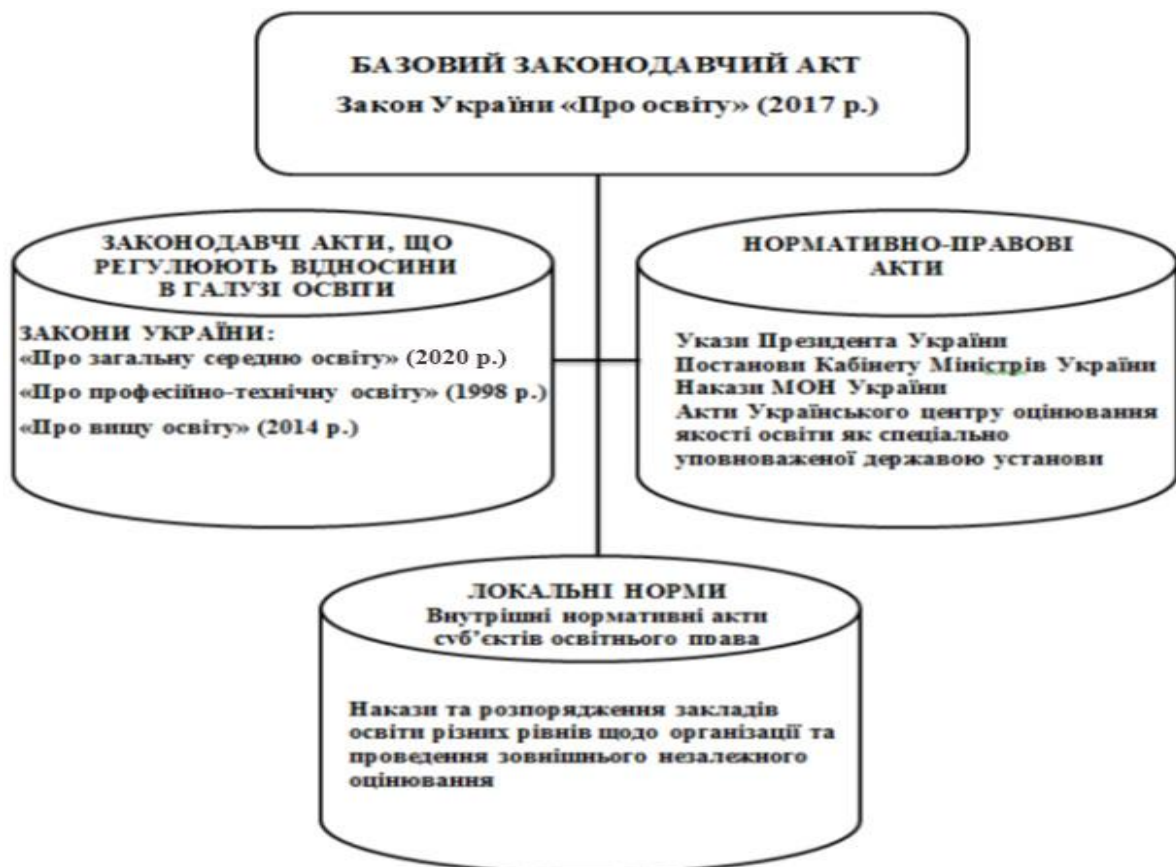 БАЗОВИЙ ЗАКОНОДАВЧИЙ АКТ
Закон України «Про освіту» (2017 р.)
ЗАКОНОДАВЧІ АКТИ, ЩО
РЕГУЛЮЮТЬ ВІДНОСИНИ
В ГАЛУЗІ ОСВІТИ
ЗАКОНИ УКРАЇНИ:
«Про загальну середню освіту» (2020 р.)
«Про професійно-технічну освіту» (1998 р.)
«Про вищу освіту» (2014 р.)
НОРМАТИВНО-ПРАВОВІ
АКТИ
Укази Президента України
Постанови Кабінету Міністрів України
Накази МОН України
Акти Українського центру оцінювання
якості освіти як спеціально
уповноваженої державою установи
ЛОКАЛЬНІ НОРМИ
Внутрішні нормативні акти
суб’єктів освітнього права
Накази та розпорядження закладів
освіти різних рівнів щодо організації та
проведення зовнішнього незалежного
оцінювання